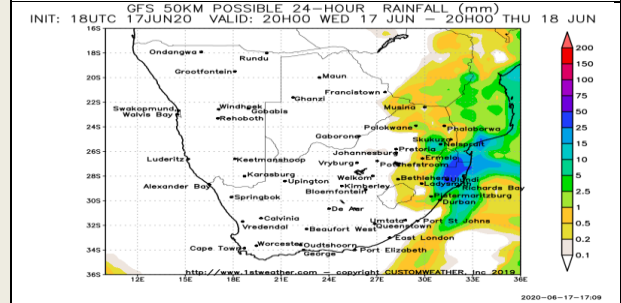 GFS 50KM POSSIBLE 24-HOUR RAINFALL (mm)
INIT: 18UTC 17JUN20 VALID: 20H00 WED 17 JUN - 20H00 THU 18 JUN
16S
18S
20S
22S
24S
26S
28S
30S
32S
34S
36S
Ondangwa
Rundu
Grootfontein
Maun
Francistown
Ghanzi
Swakopmund
Windhoek
Gobabis
Musina
Walvis Bay
Rehoboth
Polokwane
Phalaborwa
Gaborone
Skukuza
Pretoria
Nelspruit
Johannesburg
Ermelo
Luderitz
Keetmanshoop
Vryburg
Potchefstroom
Karasburg
Upington
Welkom
Bethlehem
Ulundi
Alexander Bay
Kimberley
Ladysmith
Richards Bay
Springbok
Bloemfontein
Pietermaritzburg
De Aar
Durban
Calvinia
Umtata
Port St Johns
Vredendal
Beaufort West
Queenstown
East London
Cape Town
Worcester
Oudtshoorn
George
Port Elizabeth
http://www.1stweather.com - copyright CUSTOMWEATHER, Inc 2019
12E
15E
18E
21E
24E
27E
30E
33E
36E
200
150
100
75
50
25
15
10
5
2.5
1
0.5
0.2
0.1
2020-06-17-17:09